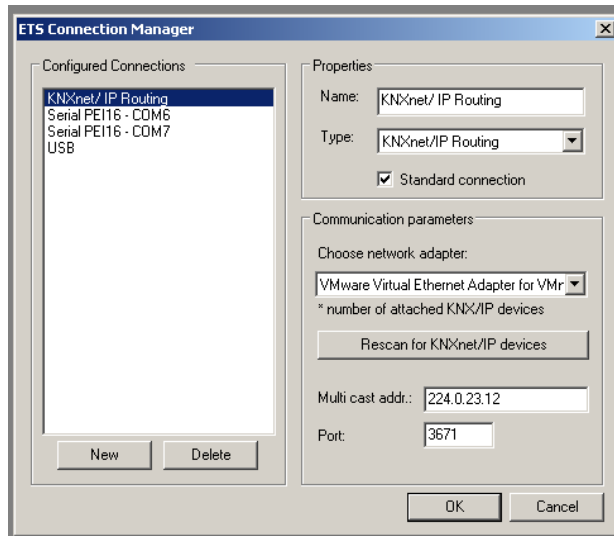 ETS Connection Manager
Configured Connections
KNXnet/ IP Routing
Serial PEI16 - COM6
Serial PEI16 - COM7
USB
New
Delete
Properties
Name:
KNXnet/ IP Routing
Type:
KNXnet/IP Routing
Standard connection
Communication parameters
Choose network adapter:
VMware Virtual Ethernet Adapter for
* number of attached KNX/IP devices
Rescan for KNXnet/IP devices
Multi cast addr.:
224.0.23.12
Port:
3671
OK
Cancel